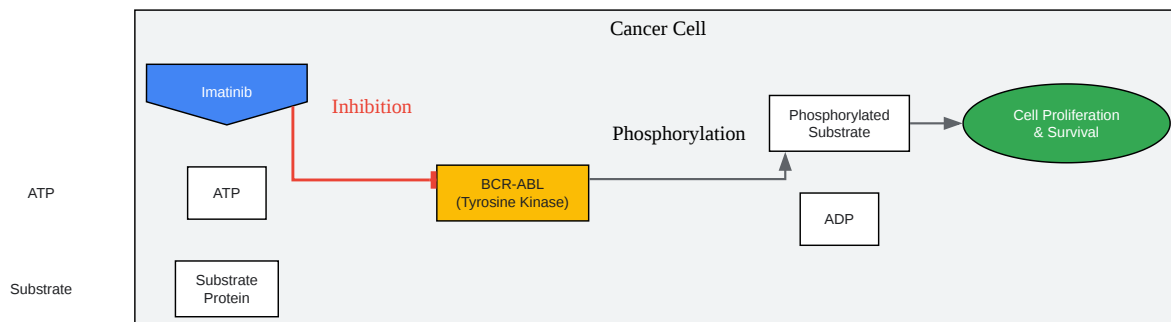 Cancer Cell
Imatinib
Inhibition
Phosphorylated
Substrate
Cell Proliferation
& Survival
Phosphorylation
ATP
ATP
BCR-ABL
(Tyrosine Kinase)
ADP
Substrate
Substrate
Protein